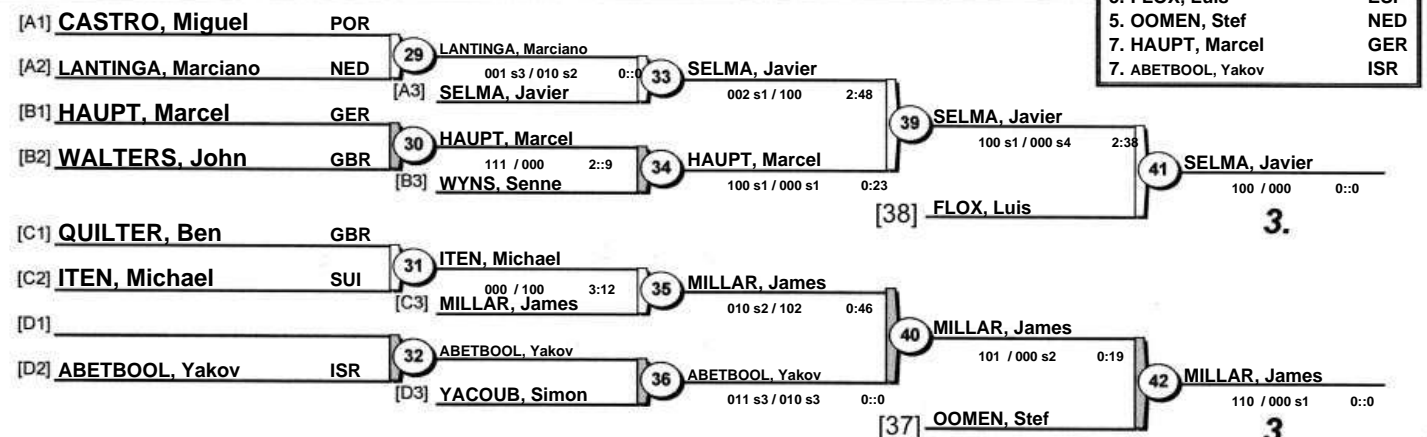 5. OOMEN, Stef NED
7. HAUPT, Marcel GER
7. ABETBOOL, Yakov ISR
[A1] CASTRO, Miguel POR
29
LANTINGA, Marciano
[A2] LANTINGA, Marciano NED
001 s3 / 010 s2 0::0
[A3] SELMA, Javier
33
SELMA, Javier
002 s1 / 100 2:48
[B1] HAUPT, Marcel GER
30
HAUPT, Marcel
[B2] WALTERS, John GBR
111 / 000 2::9
[B3] WYNS, Senne
34
HAUPT, Marcel
100 s1 / 000 s1 0:23
39
SELMA, Javier
100 s1 / 000 s4 2:38
[38] FLOX, Luis
41
SELMA, Javier
100 / 000 0::0
3.
[C1] QUILTER, Ben GBR
31
ITEN, Michael
[C2] ITEN, Michael SUI
000 / 100 3:12
[C3] MILLAR, James
35
MILLAR, James
010 s2 / 102 0:46
[D1]
32
ABETBOOL, Yakov
[D2] ABETBOOL, Yakov ISR
[D3] YACOUB, Simon
36
ABETBOOL, Yakov
011 s3 / 010 s3 0::0
40
MILLAR, James
101 / 000 s2 0:19
[37] OOMEN, Stef
42
MILLAR, James
110 / 000 s1 0::0
3